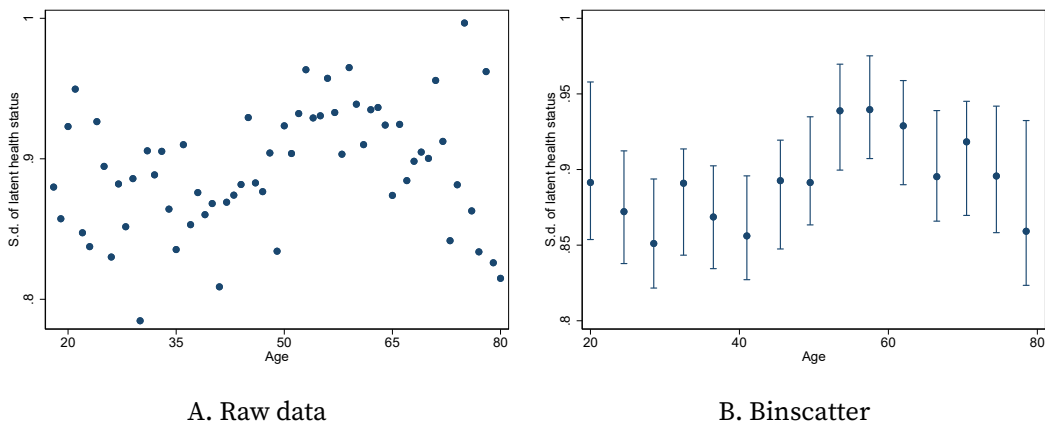 S.d. of latent health status
1
.9
.8
20 35 50 65 80
Age
A. Raw data
S.d. of latent health status
1
.95
.9
.85
.8
20 40 60 80
Age
B. Binscatter